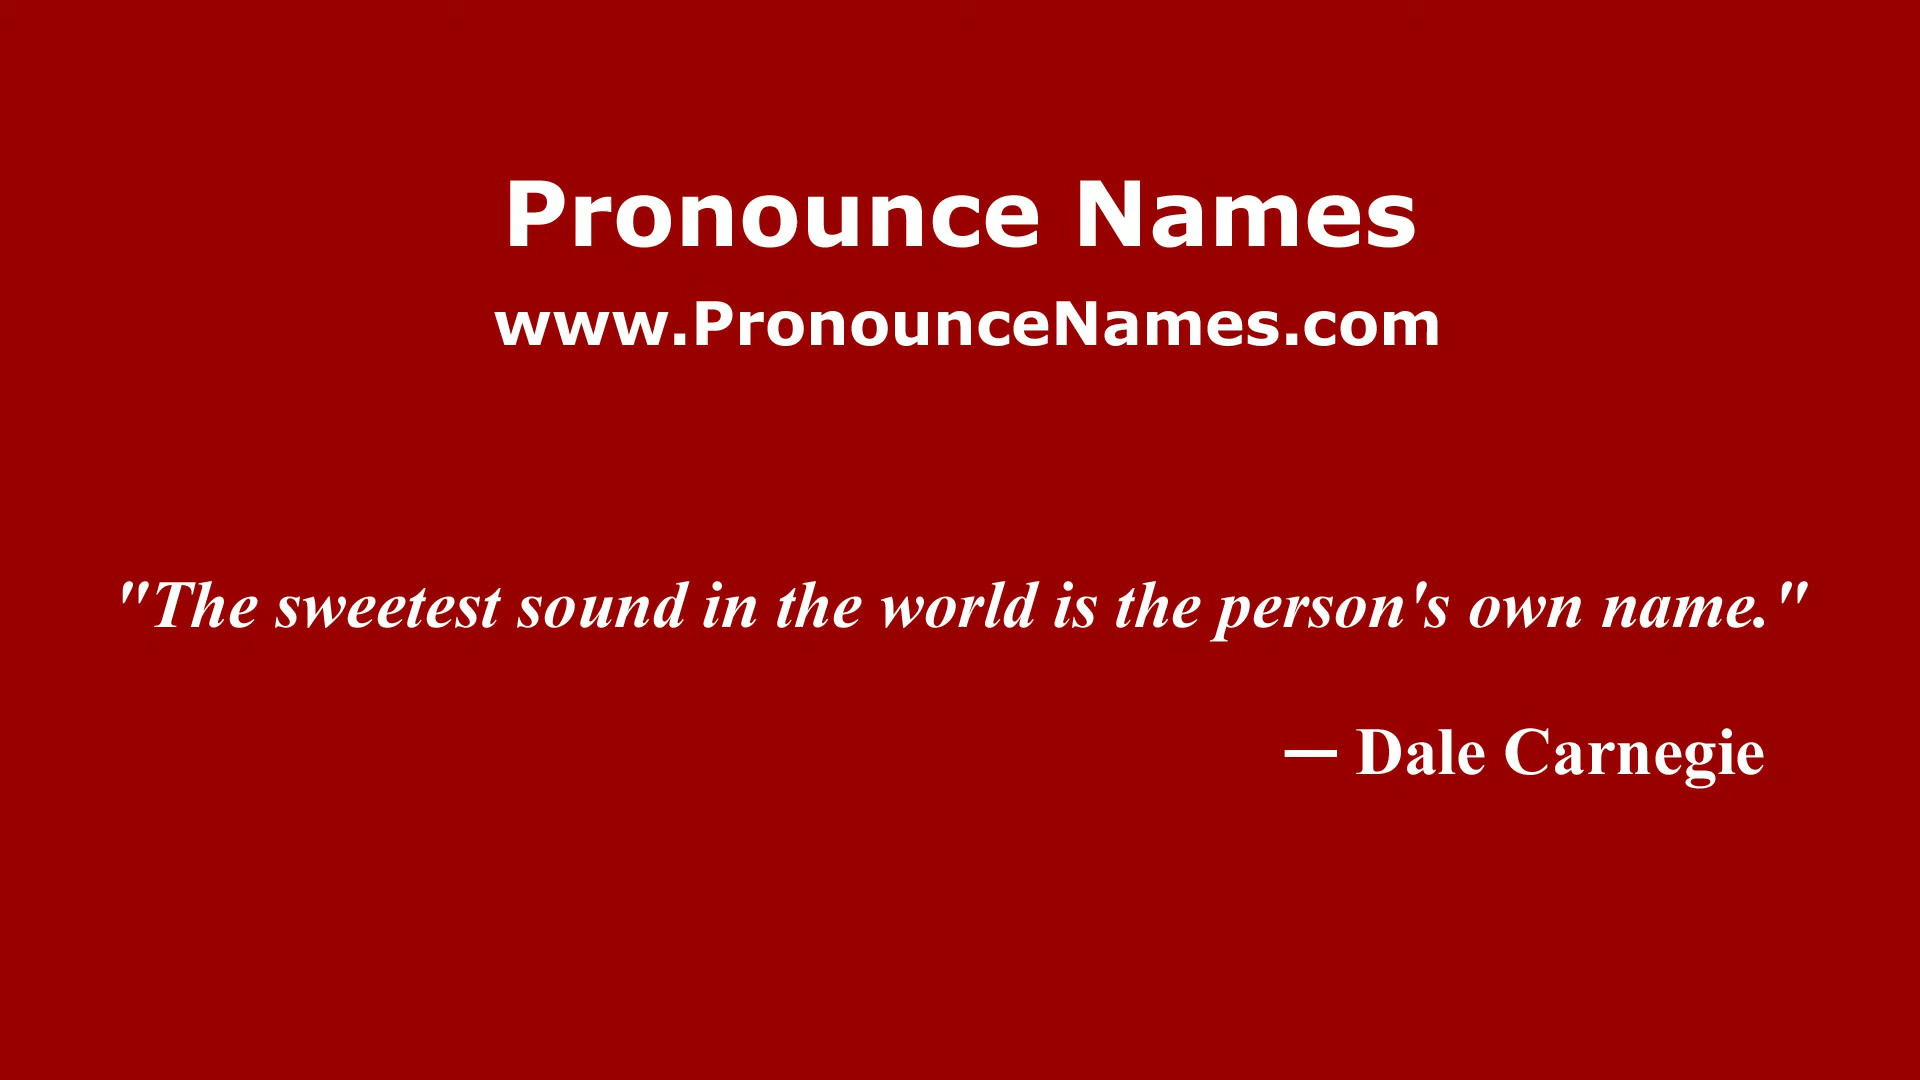 Pronounce Names
www.PronounceNames.com
"The sweetest sound in the world is the person's own name."
— Dale Carnegie